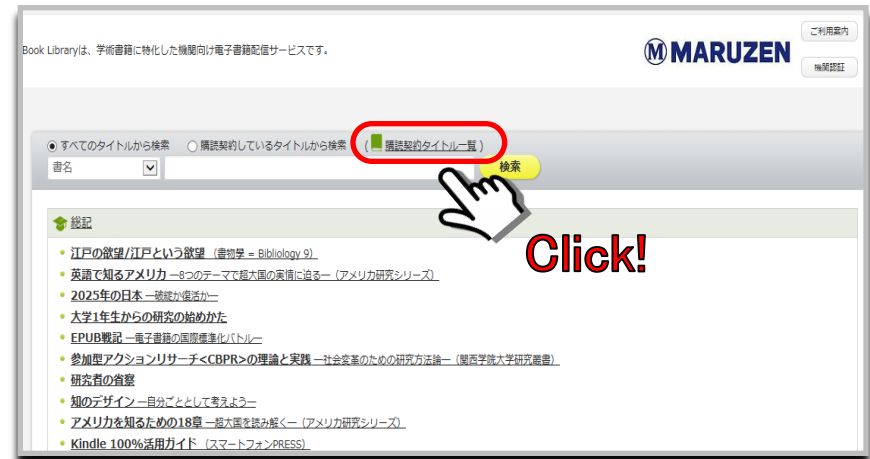 Book Libraryは、学術書籍に特化した機関向け電子書籍配信サービスです。
M MARUZEN
ご利用案内
機関認証
すべてのタイトルから検索 購読契約しているタイトルから検索 ( 購読契約タイトル一覧 )
書名
検索
Click!
総記
江戸の欲望/江戸という欲望 （書物學 = Bibliology 9）
英語で知るアメリカ ―8つのテーマで超大国の実情に迫る―（アメリカ研究シリーズ）
2025年の日本 ―破綻か復活か―
大学1年生からの研究の始めかた
EPUB戦記 ―電子書籍の国際標準化バトル―
参加型アクションリサーチ<CBPR>の理論と実践 ―社会変革のための研究方法論―（関西学院大学研究叢書）
研究者の省察
知のデザイン ―自分ごととして考えよう―
アメリカを知るための18章 ―超大国を読み解く―（アメリカ研究シリーズ）
Kindle 100%活用ガイド （スマートフォンPRESS）